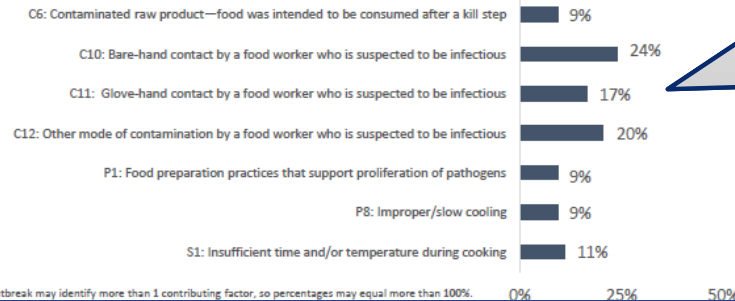 C6: Contaminated raw product—food was intended to be consumed after a kill step 9%
C10: Bare-hand contact by a food worker who is suspected to be infectious 24%
C11: Glove-hand contact by a food worker who is suspected to be infectious 17%
C12: Other mode of contamination by a food worker who is suspected to be infectious 20%
P1: Food preparation practices that support proliferation of pathogens 9%
P8: Improper/slow cooling 9%
S1: Insufficient time and/or temperature during cooking 11%
may identify more than 1 contributing factor, so percentages may equal more than 100%. 0% 25% 50%